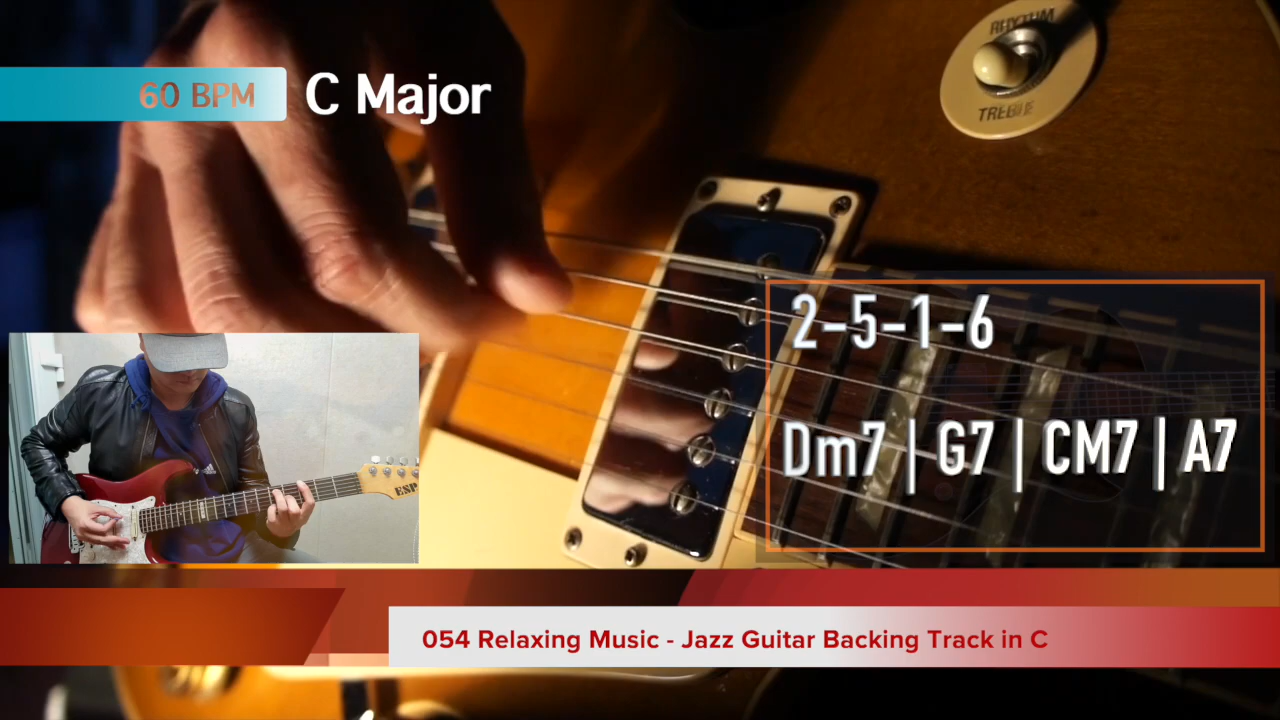 RHYTHM
TREBLE
60 BPM
C Major
2-5-1-6
Dm7 | G7 | CM7 | A7
ESP
054 Relaxing Music - Jazz Guitar Backing Track in C